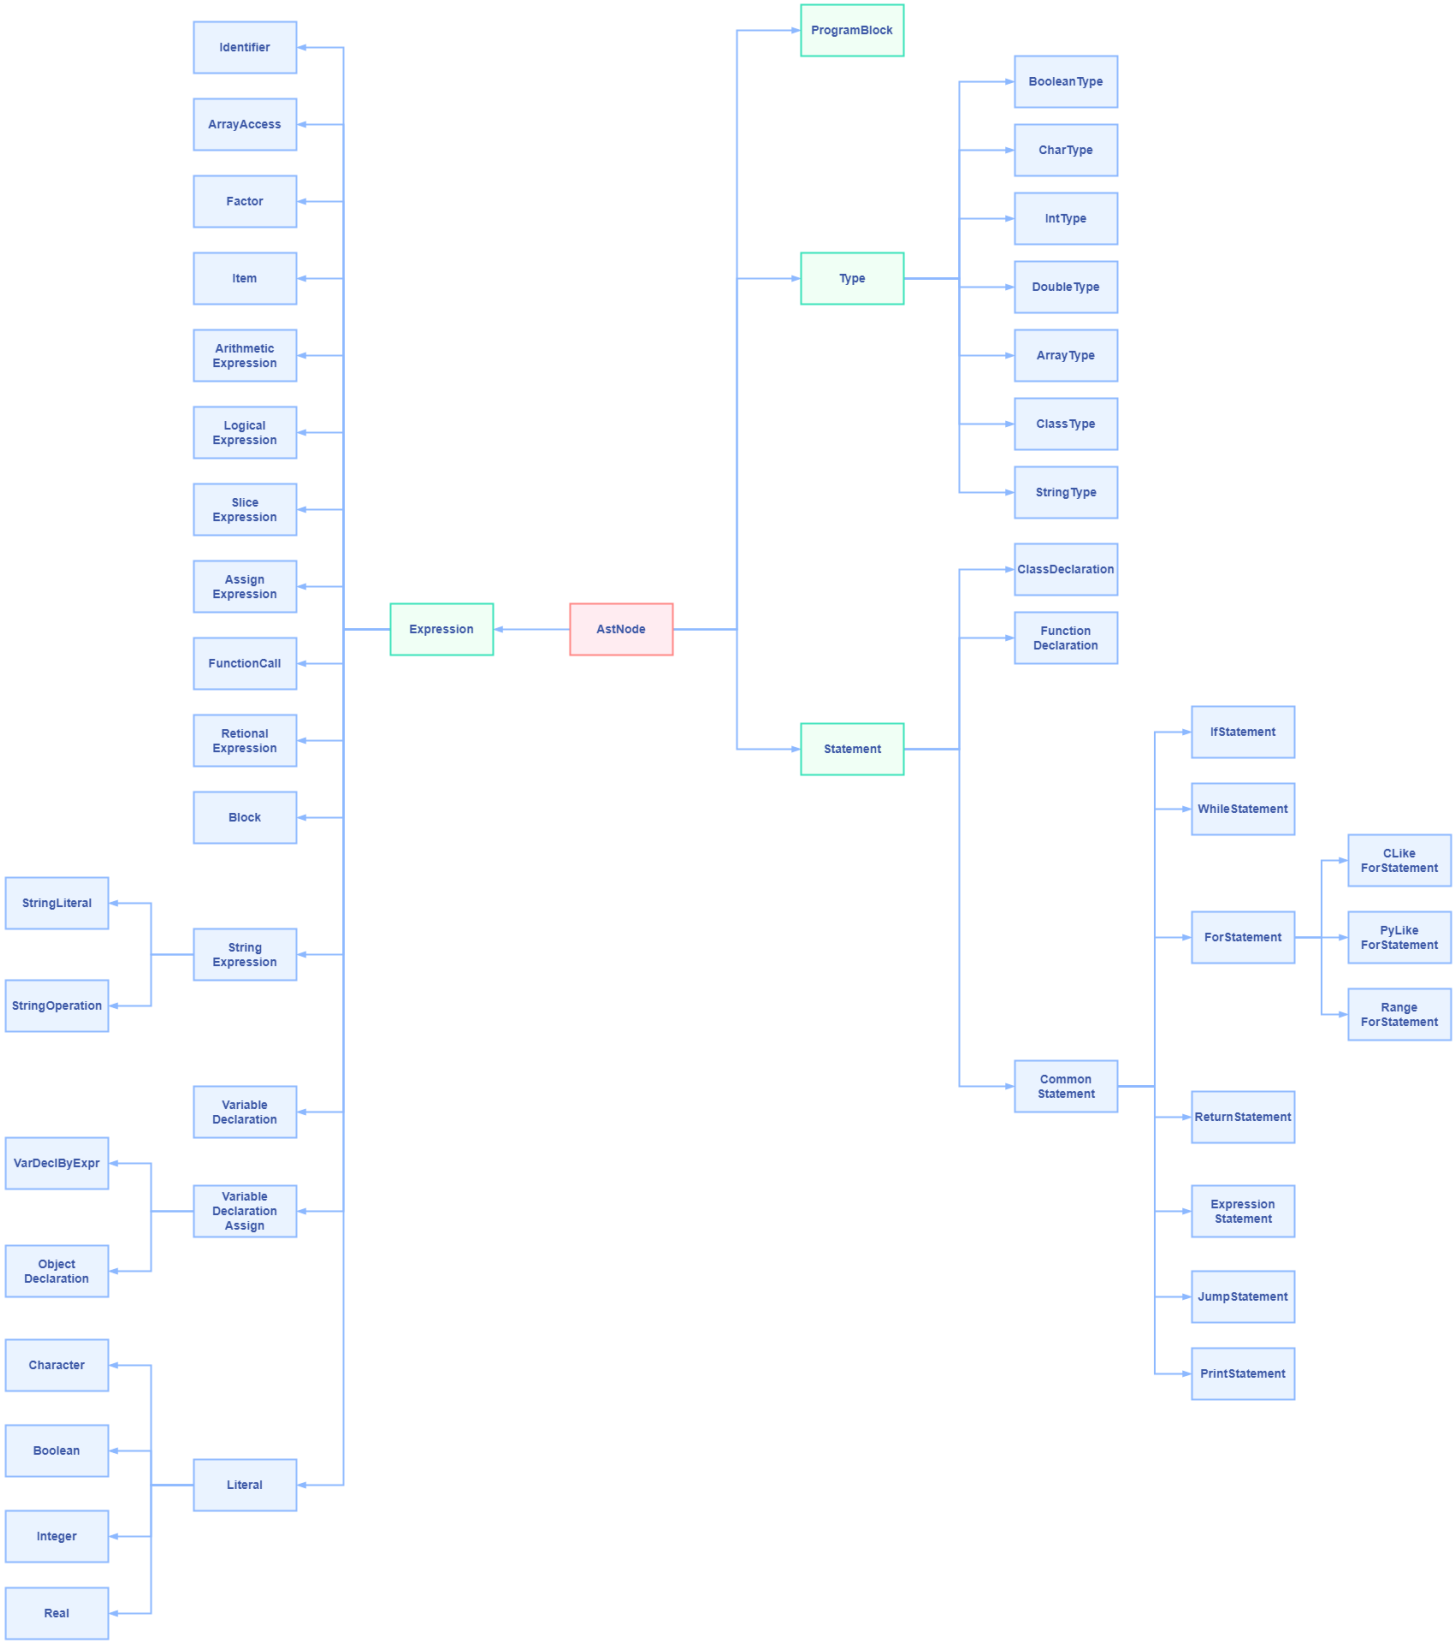 Identifier
ArrayAccess
Factor
Item
Arithmetic
Expression
Logical
Expression
Slice
Expression
Assign
Expression
FunctionCall
Retional
Expression
Block
StringLiteral
StringOperation
String
Expression
Variable
Declaration
VarDeclByExpr
Variable
Declaration
Assign
Object
Declaration
Character
Boolean
Literal
Integer
Real
Expression
AstNode
ProgramBlock
Type
Statement
BooleanType
CharType
IntType
DoubleType
ArrayType
ClassType
StringType
ClassDeclaration
Function
Declaration
Common
Statement
IfStatement
WhileStatement
ForStatement
CLike
ForStatement
PyLike
ForStatement
Range
ForStatement
ReturnStatement
Expression
Statement
JumpStatement
PrintStatement